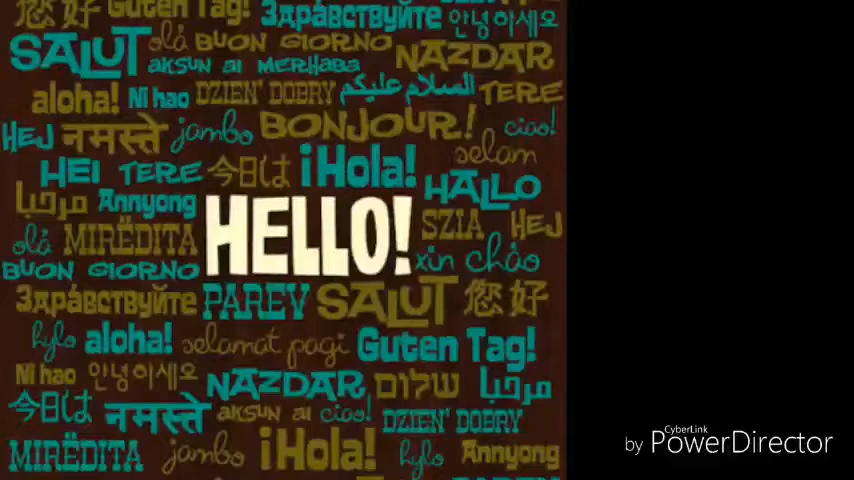 您好 Guten Tag! Здравствуйте 안녕하세요
SALUT olá BUON GIORNO NAZDAR
aksun ai MERHABA
aloha! Ni hao DZIEN' DOBRY السلام عليكم TERE
HEJ नमस्ते jambo BONJOUR! ciao!
selam
HEI TERE 今日は ¡Hola! HALLO
مرحبا Annyong HELLO! SZIA HEJ
olá MIRËDITA xin chào
BUON GIORNO
Здравствуйте PAREV SALUT 您好
hylo aloha! selamat pagi Guten Tag!
Ni hao 안녕하세요 NAZDAR שלום مرحبا
今日は नमस्ते aksun ai ciao! DZIEN' DOBRY
MIRËDITA jambo ¡Hola! hylo Annyong
CyberLink
by PowerDirector